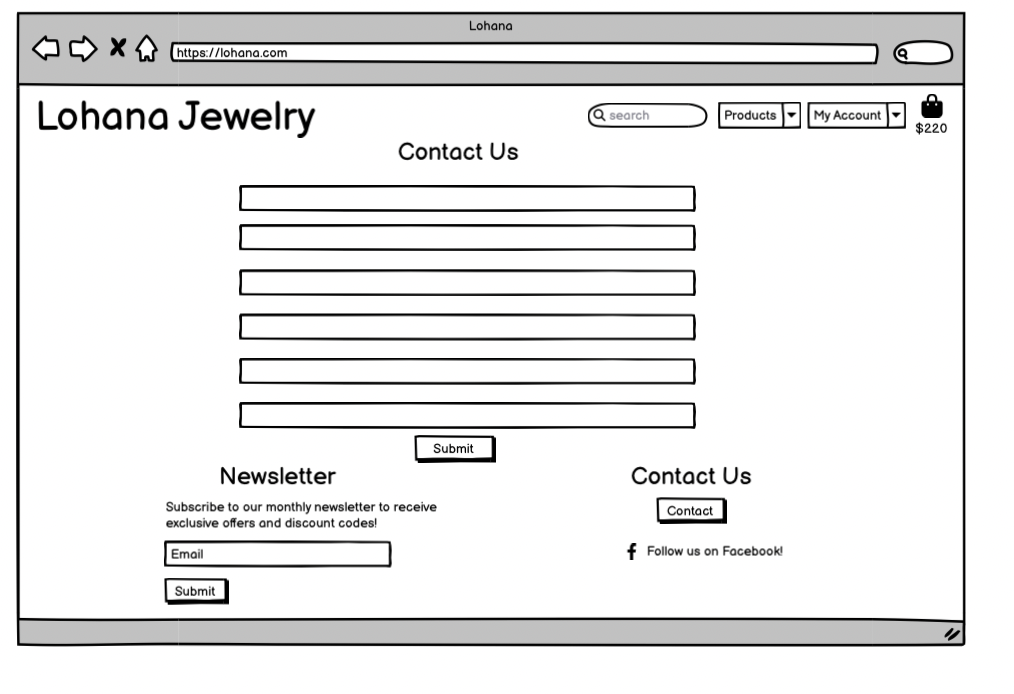 Lohana
https://lohana.com
Lohana Jewelry
search
Products
My Account
$220
Contact Us
Submit
Newsletter
Subscribe to our monthly newsletter to receive
exclusive offers and discount codes!
Email
Submit
Contact Us
Contact
Follow us on Facebook!